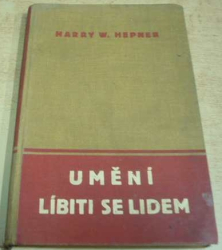 HARRY W. HEPNER
UMĚNÍ
LÍBITI SE LIDEM